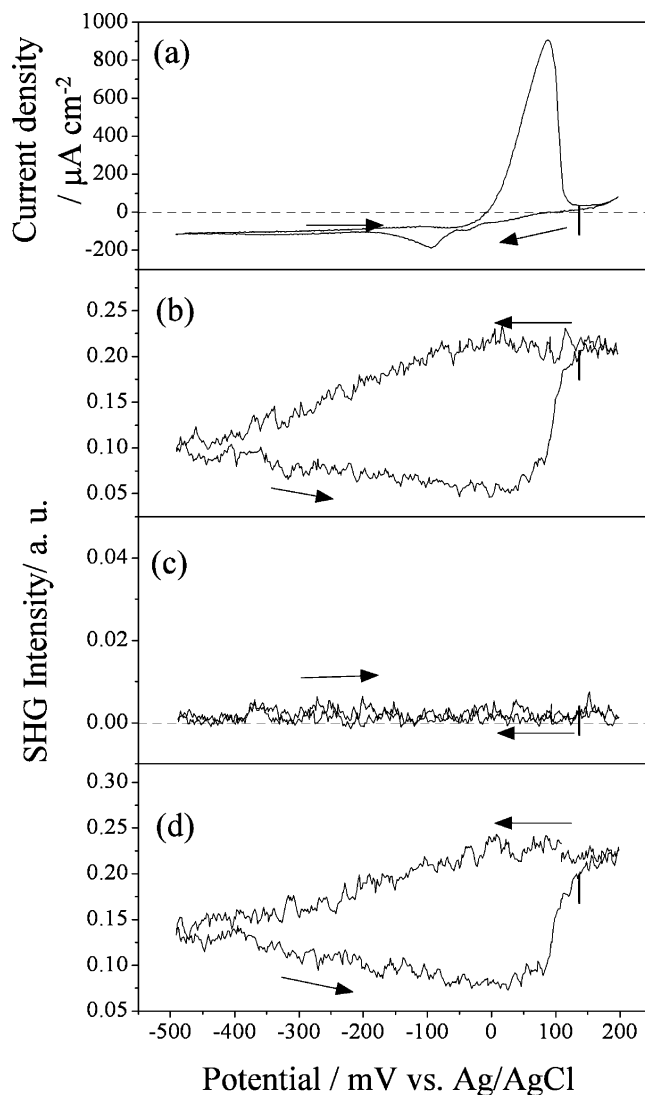 Current density
/ μA cm-2
1000
800
600
400
200
0
-200
(a)
SHG Intensity/ a. u.
0.20
0.15
0.10
0.05
(b)
0.04
0.02
0.00
(c)
0.30
0.25
0.20
0.15
0.10
0.05
(d)
-500 -400 -300 -200 -100 0 100 200
Potential / mV vs. Ag/AgCl